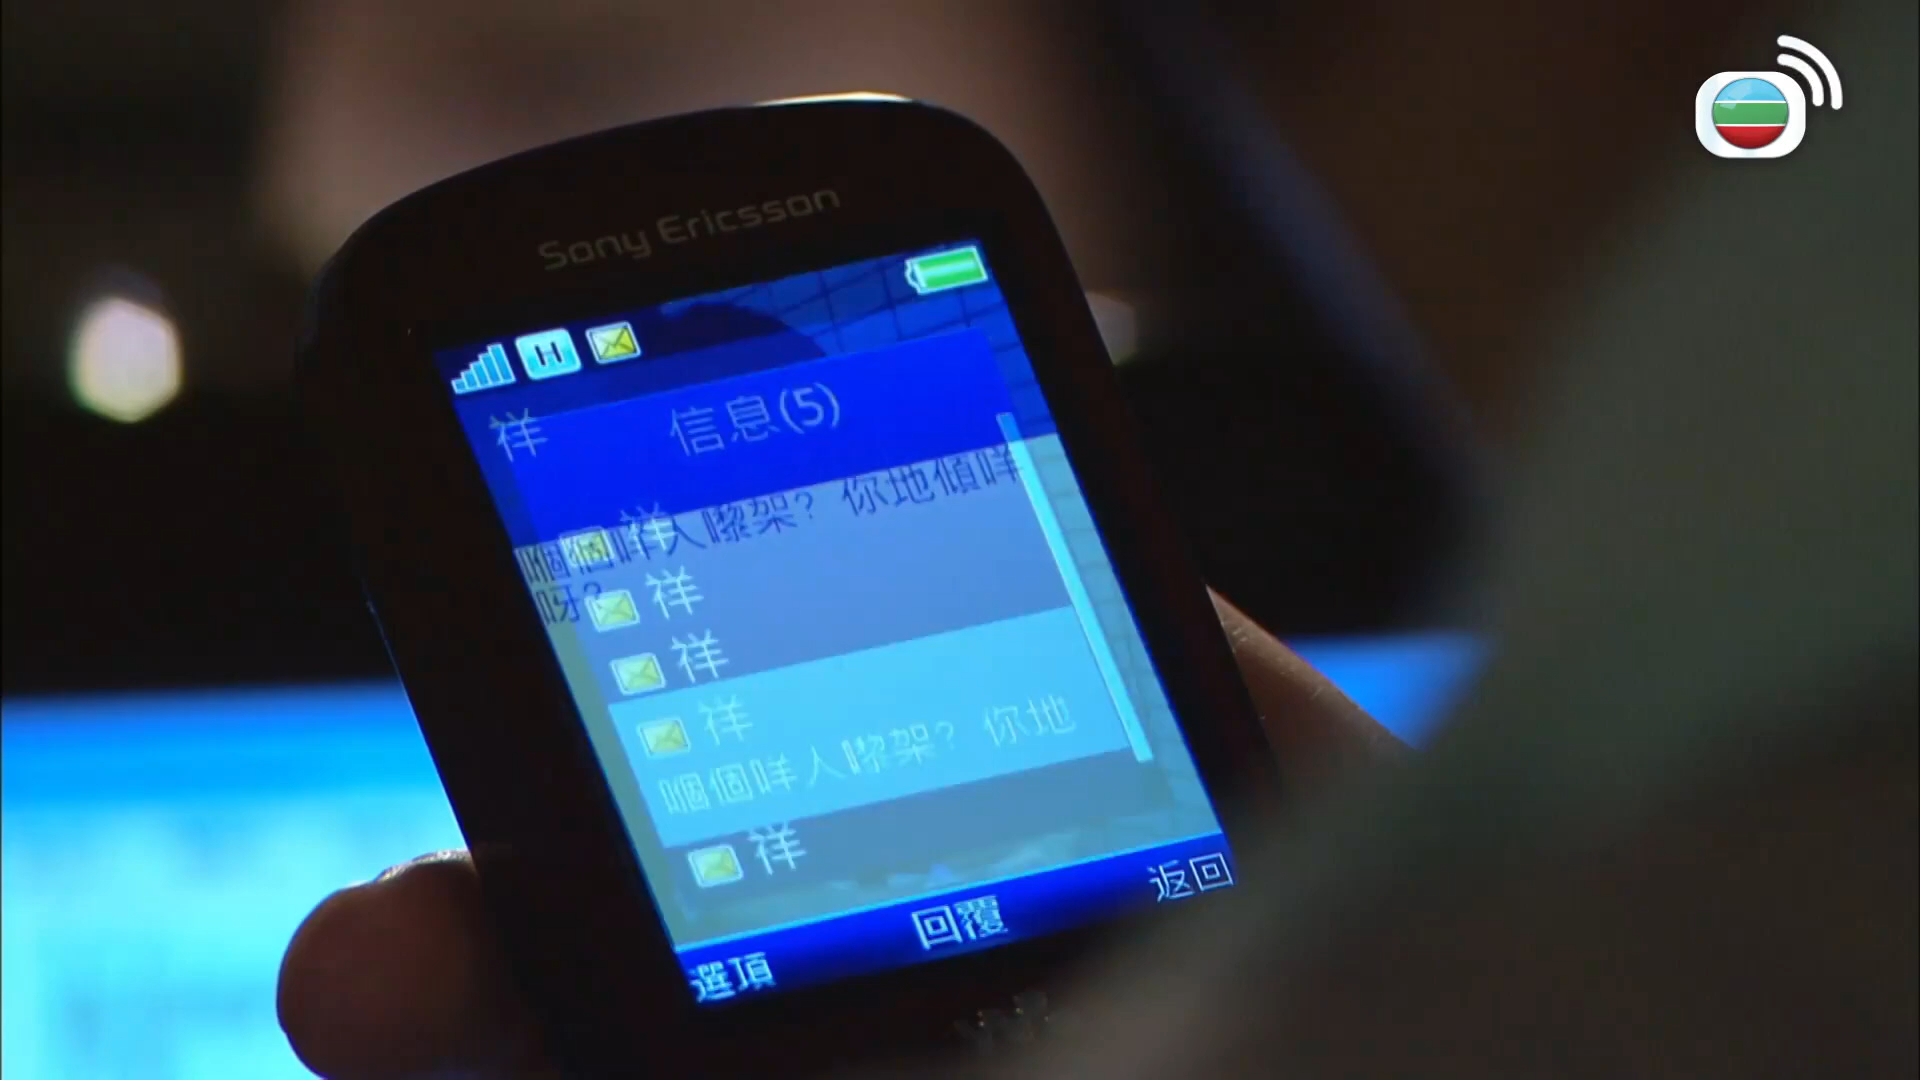 Sony Ericsson
H
祥
信息(5)
祥
嗰個咩人嚟架? 你地傾咩
呀?
祥
祥
祥
嗰個咩人嚟架? 你地
祥
選項
回覆
返回